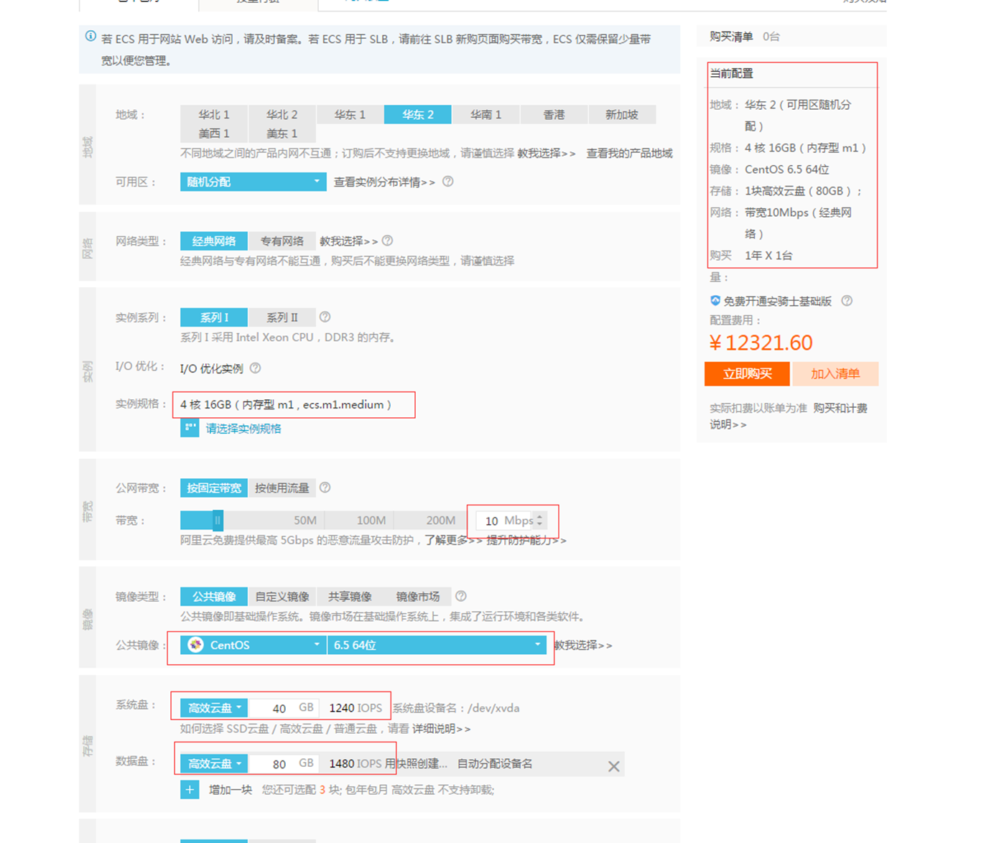 若 ECS 用于网站 Web 访问，请及时备案。若 ECS 用于 SLB，请前往 SLB 新购页面购买带宽，ECS 仅需保留少量带
宽以便您管理。
地域
地域： 华北 1 华北 2 华东 1 华东 2 华南 1 香港 新加坡
美西 1 美东 1
不同地域之间的产品内网不互通；订购后不支持更换地域，请谨慎选择 教我选择>> 查看我的产品地域
可用区： 随机分配 查看实例分布详情>> ?
网络
网络类型： 经典网络 专有网络 教我选择>> ?
经典网络与专有网络不能互通，购买后不能更换网络类型，请谨慎选择
实例
实例系列： 系列 I 系列 II ?
系列 I 采用 Intel Xeon CPU，DDR3 的内存。
I/O 优化： I/O 优化实例 ?
实例规格： 4 核 16GB（内存型 m1，ecs.m1.medium）
请选择实例规格
带宽
公网带宽： 按固定带宽 按使用流量 ?
带宽： 50M 100M 200M 10 Mbps
阿里云免费提供最高 5Gbps 的恶意流量攻击防护，了解更多>> 提升防护能力>>
镜像
镜像类型： 公共镜像 自定义镜像 共享镜像 镜像市场 ?
公共镜像即基础操作系统。镜像市场在基础操作系统上，集成了运行环境和各类软件。
公共镜像： CentOS 6.5 64位 教我选择>>
存储
系统盘： 高效云盘 40 GB 1240 IOPS 系统盘设备名：/dev/xvda
如何选择 SSD云盘 / 高效云盘 / 普通云盘，请看 详细说明>>
数据盘： 高效云盘 80 GB 1480 IOPS 用快照创建... 自动分配设备名
增加一块 您还可选配 3 块; 包年包月 高效云盘 不支持卸载;
购买清单 0台
当前配置
地域： 华东 2（可用区随机分
配）
规格： 4 核 16GB（内存型 m1）
镜像： CentOS 6.5 64位
存储： 1块高效云盘（80GB）；
网络： 带宽10Mbps（经典网
络）
购买 1年 X 1台
量：
免费开通安骑士基础版 ?
配置费用：
¥12321.60
立即购买 加入清单
实际扣费以账单为准 购买和计费
说明>>